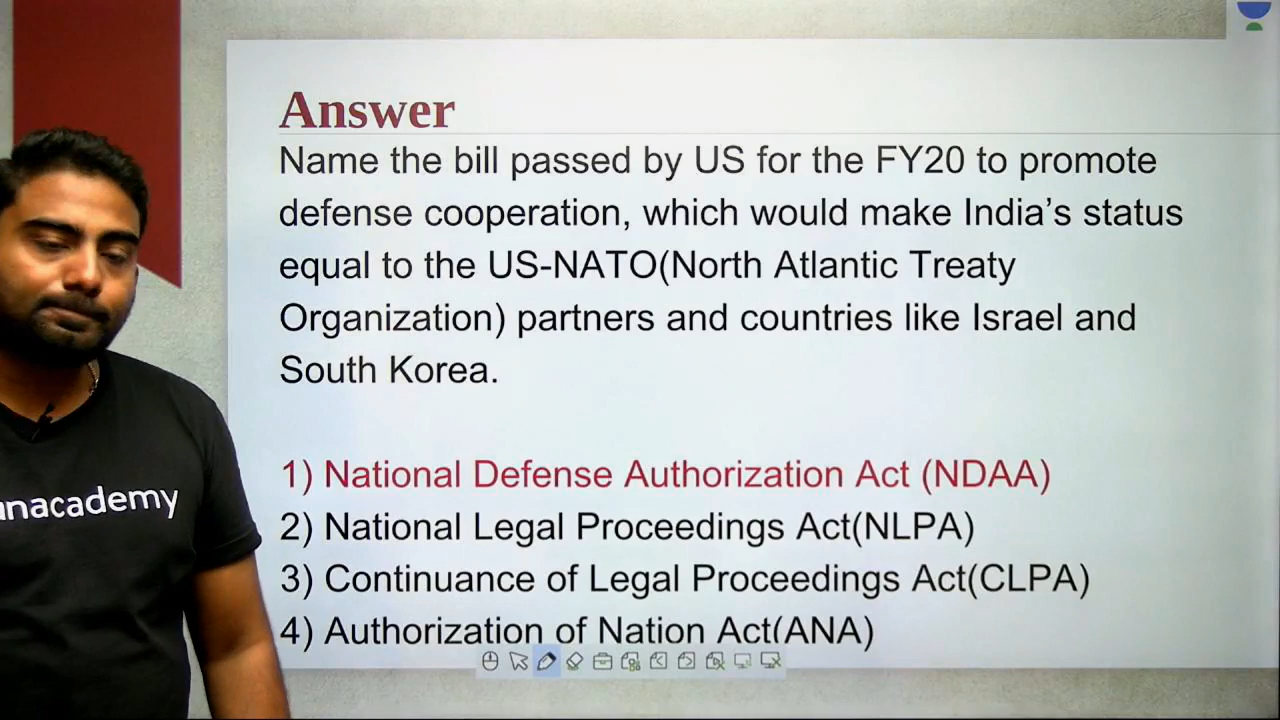 Answer
Name the bill passed by US for the FY20 to promote
defense cooperation, which would make India’s status
equal to the US-NATO(North Atlantic Treaty
Organization) partners and countries like Israel and
South Korea.
1) National Defense Authorization Act (NDAA)
2) National Legal Proceedings Act(NLPA)
3) Continuance of Legal Proceedings Act(CLPA)
4) Authorization of Nation Act(ANA)
unacademy